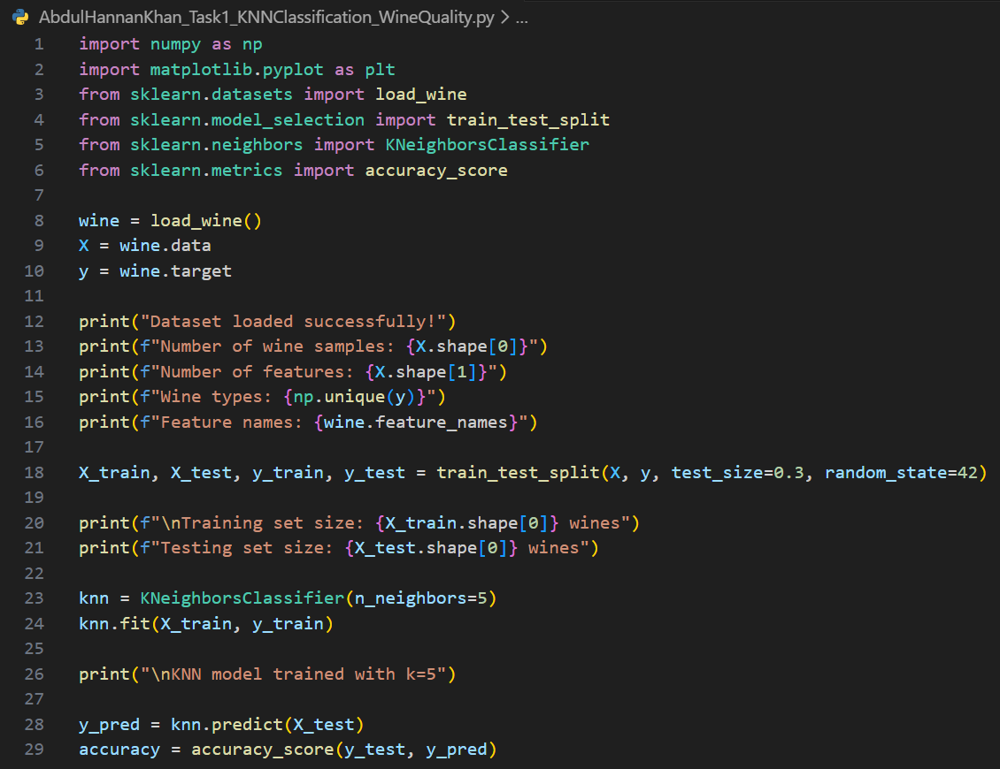 AbdulHannanKhan_Task1_KNNClassification_WineQuality.py > ...
1 import numpy as np
2 import matplotlib.pyplot as plt
3 from sklearn.datasets import load_wine
4 from sklearn.model_selection import train_test_split
5 from sklearn.neighbors import KNeighborsClassifier
6 from sklearn.metrics import accuracy_score
7
8 wine = load_wine()
9 X = wine.data
10 y = wine.target
11
12 print("Dataset loaded successfully!")
13 print(f"Number of wine samples: {X.shape[0]}")
14 print(f"Number of features: {X.shape[1]}")
15 print(f"Wine types: {np.unique(y)}")
16 print(f"Feature names: {wine.feature_names}")
17
18 X_train, X_test, y_train, y_test = train_test_split(X, y, test_size=0.3, random_state=42)
19
20 print(f"\nTraining set size: {X_train.shape[0]} wines")
21 print(f"Testing set size: {X_test.shape[0]} wines")
22
23 knn = KNeighborsClassifier(n_neighbors=5)
24 knn.fit(X_train, y_train)
25
26 print("\nKNN model trained with k=5")
27
28 y_pred = knn.predict(X_test)
29 accuracy = accuracy_score(y_test, y_pred)